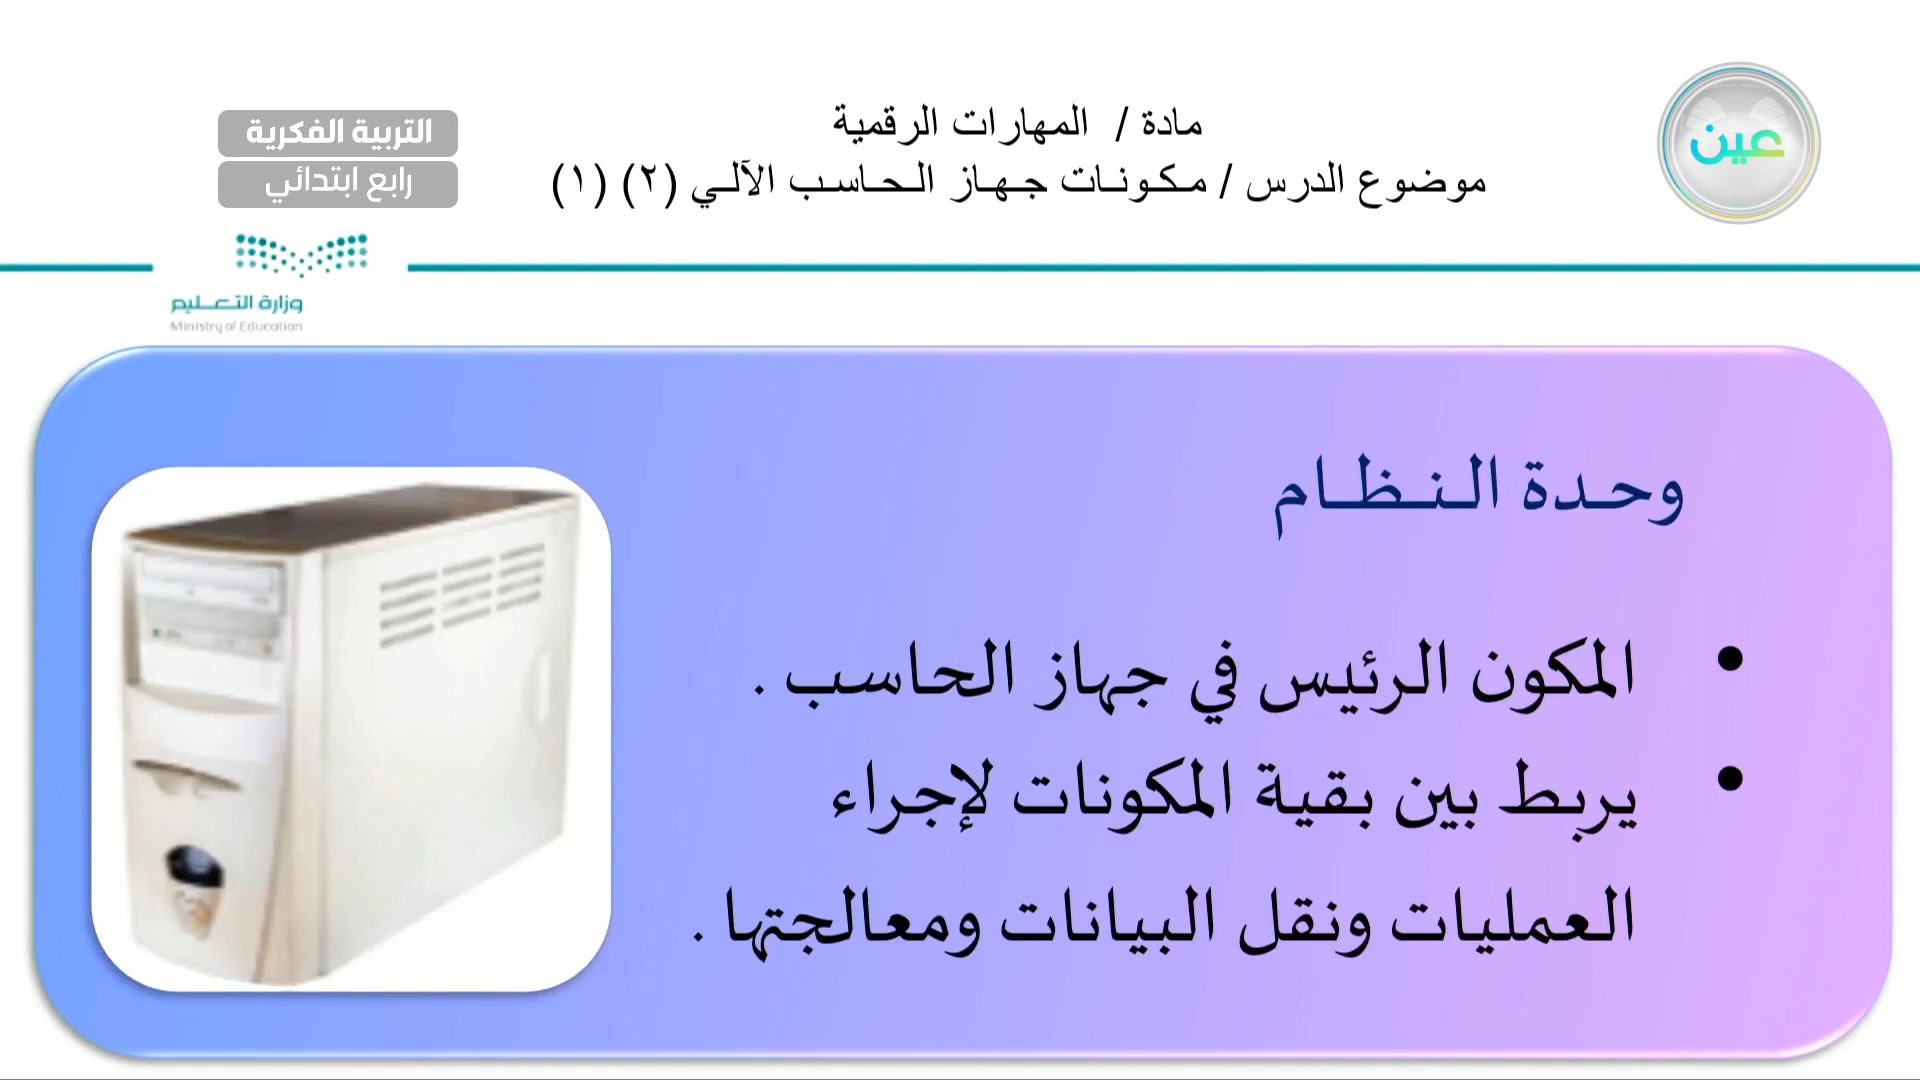 مادة / المهارات الرقمية
موضوع الدرس / مكونات جهاز الحاسب الآلي (٢) (١)
عين
التربية الفكرية
رابع ابتدائي
وزارة التعليم
Ministry of Education
وحدة النظام
• المكون الرئيس في جهاز الحاسب .
• يربط بين بقية المكونات لإجراء
العمليات ونقل البيانات ومعالجتها .